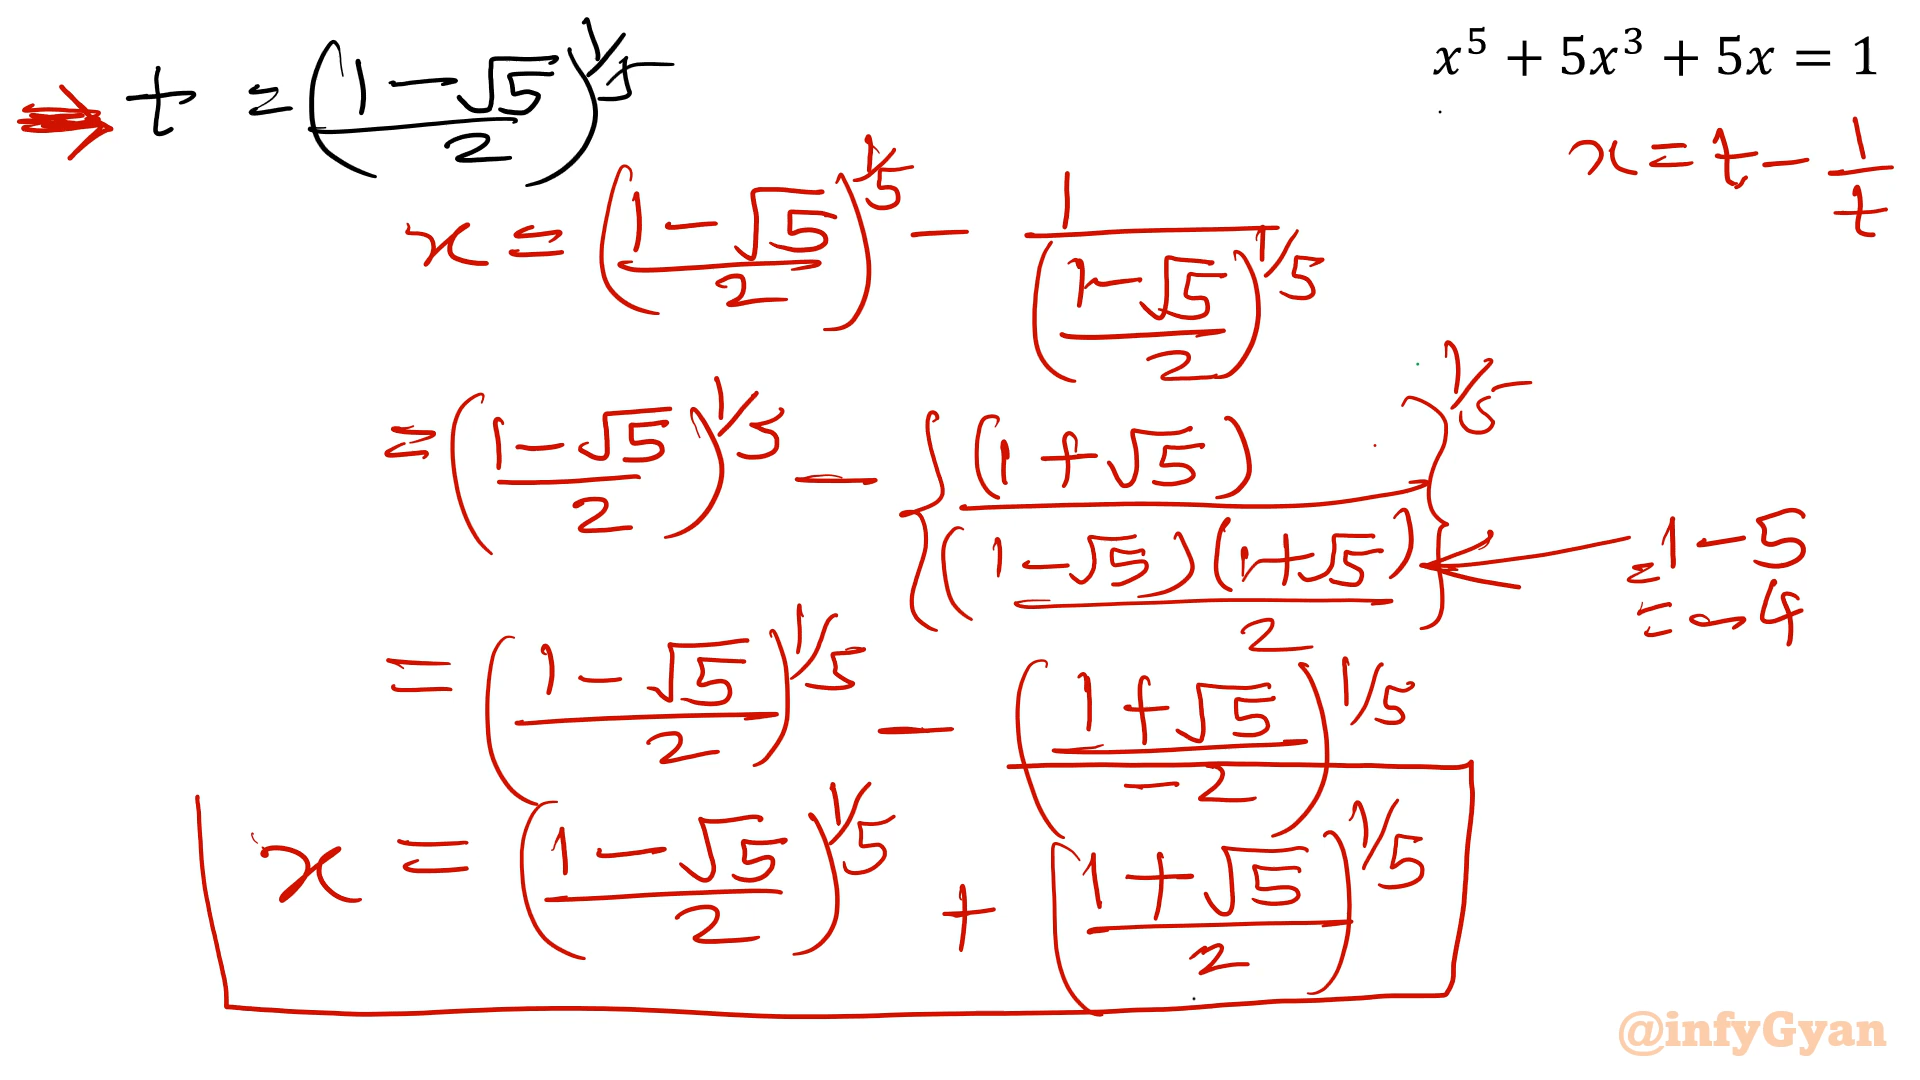 x⁵ + 5x³ + 5x = 1
x = t - 1/t
t = ((1-√5)/2)^(1/5)
x = ((1-√5)/2)^(1/5) - 1/((1-√5)/2)^(1/5)
= ((1-√5)/2)^(1/5) - {(1+√5)/((1-√5)(1+√5)/2)}^(1/5)
= 1-5
= -4
= ((1-√5)/2)^(1/5) - ((1+√5)/-2)^(1/5)
x = ((1-√5)/2)^(1/5) + ((1+√5)/2)^(1/5)
@infyGyan